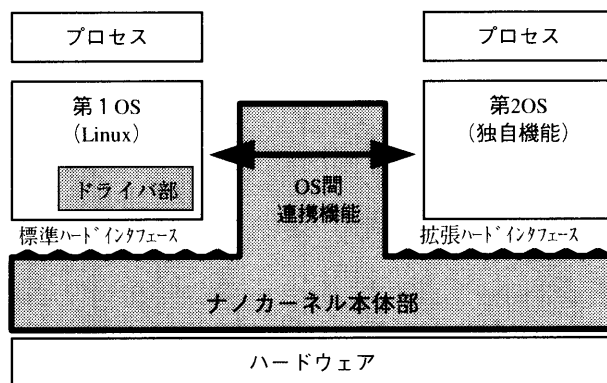 プロセス
プロセス
第１OS
（Linux）
ドライバ部
第2OS
（独自機能）
OS間
連携機能
標準ハードインタフェース
拡張ハードインタフェース
ナノカーネル本体部
ハードウェア